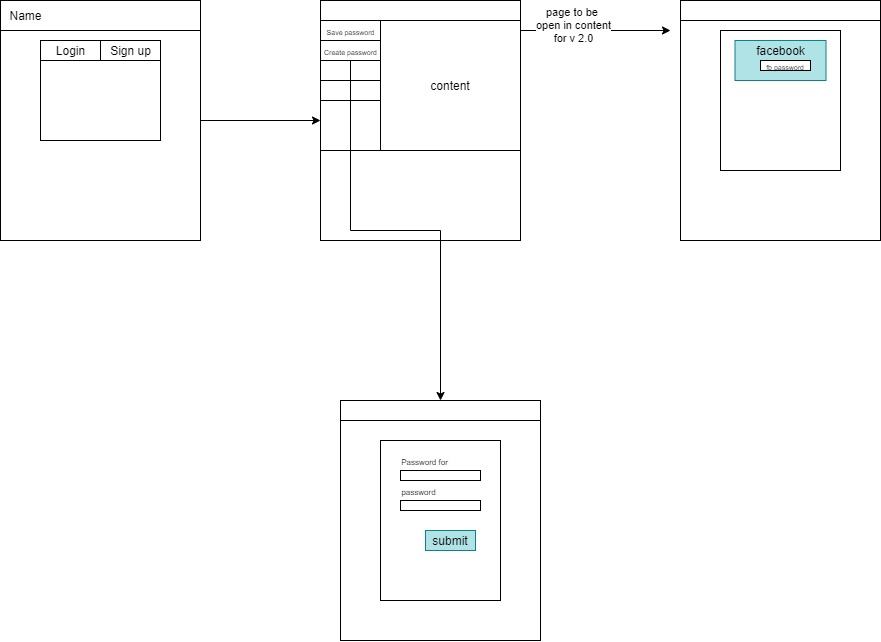 Name
Login
Sign up
Save password
Create password
content
page to be
open in content
for v 2.0
facebook
fb password
Password for
password
submit